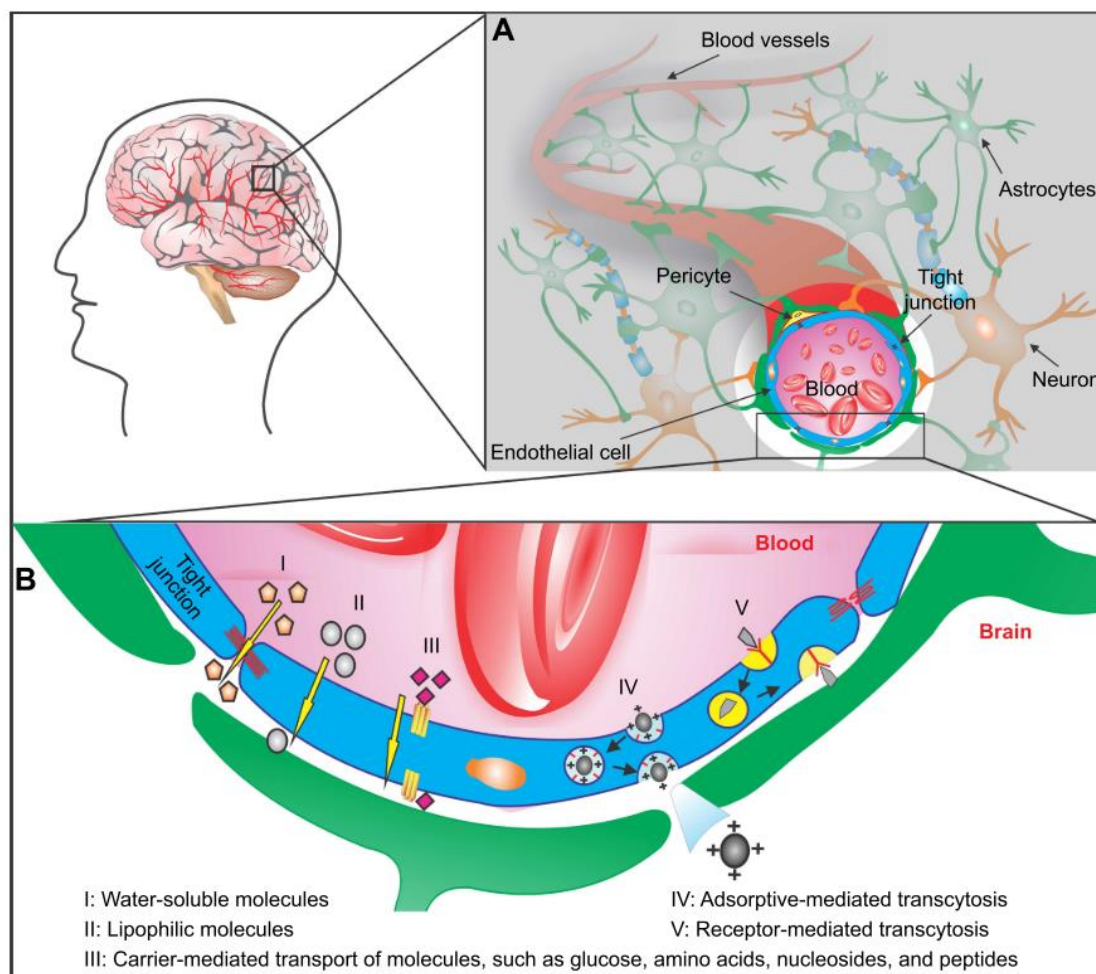 A
Blood vessels
Astrocytes
Pericyte
Tight
junction
Blood
Neuron
Endothelial cell
B
Tight
junction
I
II
III
IV
V
Blood
Brain
I: Water-soluble molecules
II: Lipophilic molecules
III: Carrier-mediated transport of molecules, such as glucose, amino acids, nucleosides, and peptides
IV: Adsorptive-mediated transcytosis
V: Receptor-mediated transcytosis